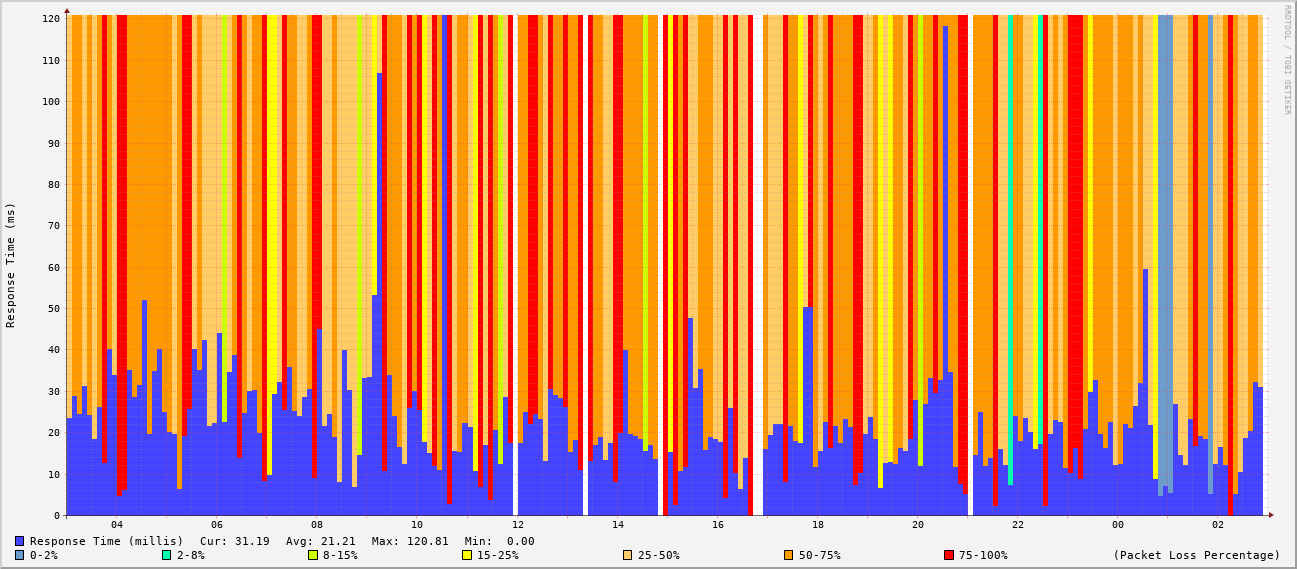 RRDTOOL / TOBI OETIKER
Response Time (ms)
120
110
100
90
80
70
60
50
40
30
20
10
0
04 06 08 10 12 14 16 18 20 22 00 02
Response Time (millis) Cur: 31.19 Avg: 21.21 Max: 120.81 Min: 0.00
0-2% 2-8% 8-15% 15-25% 25-50% 50-75% 75-100% (Packet Loss Percentage)